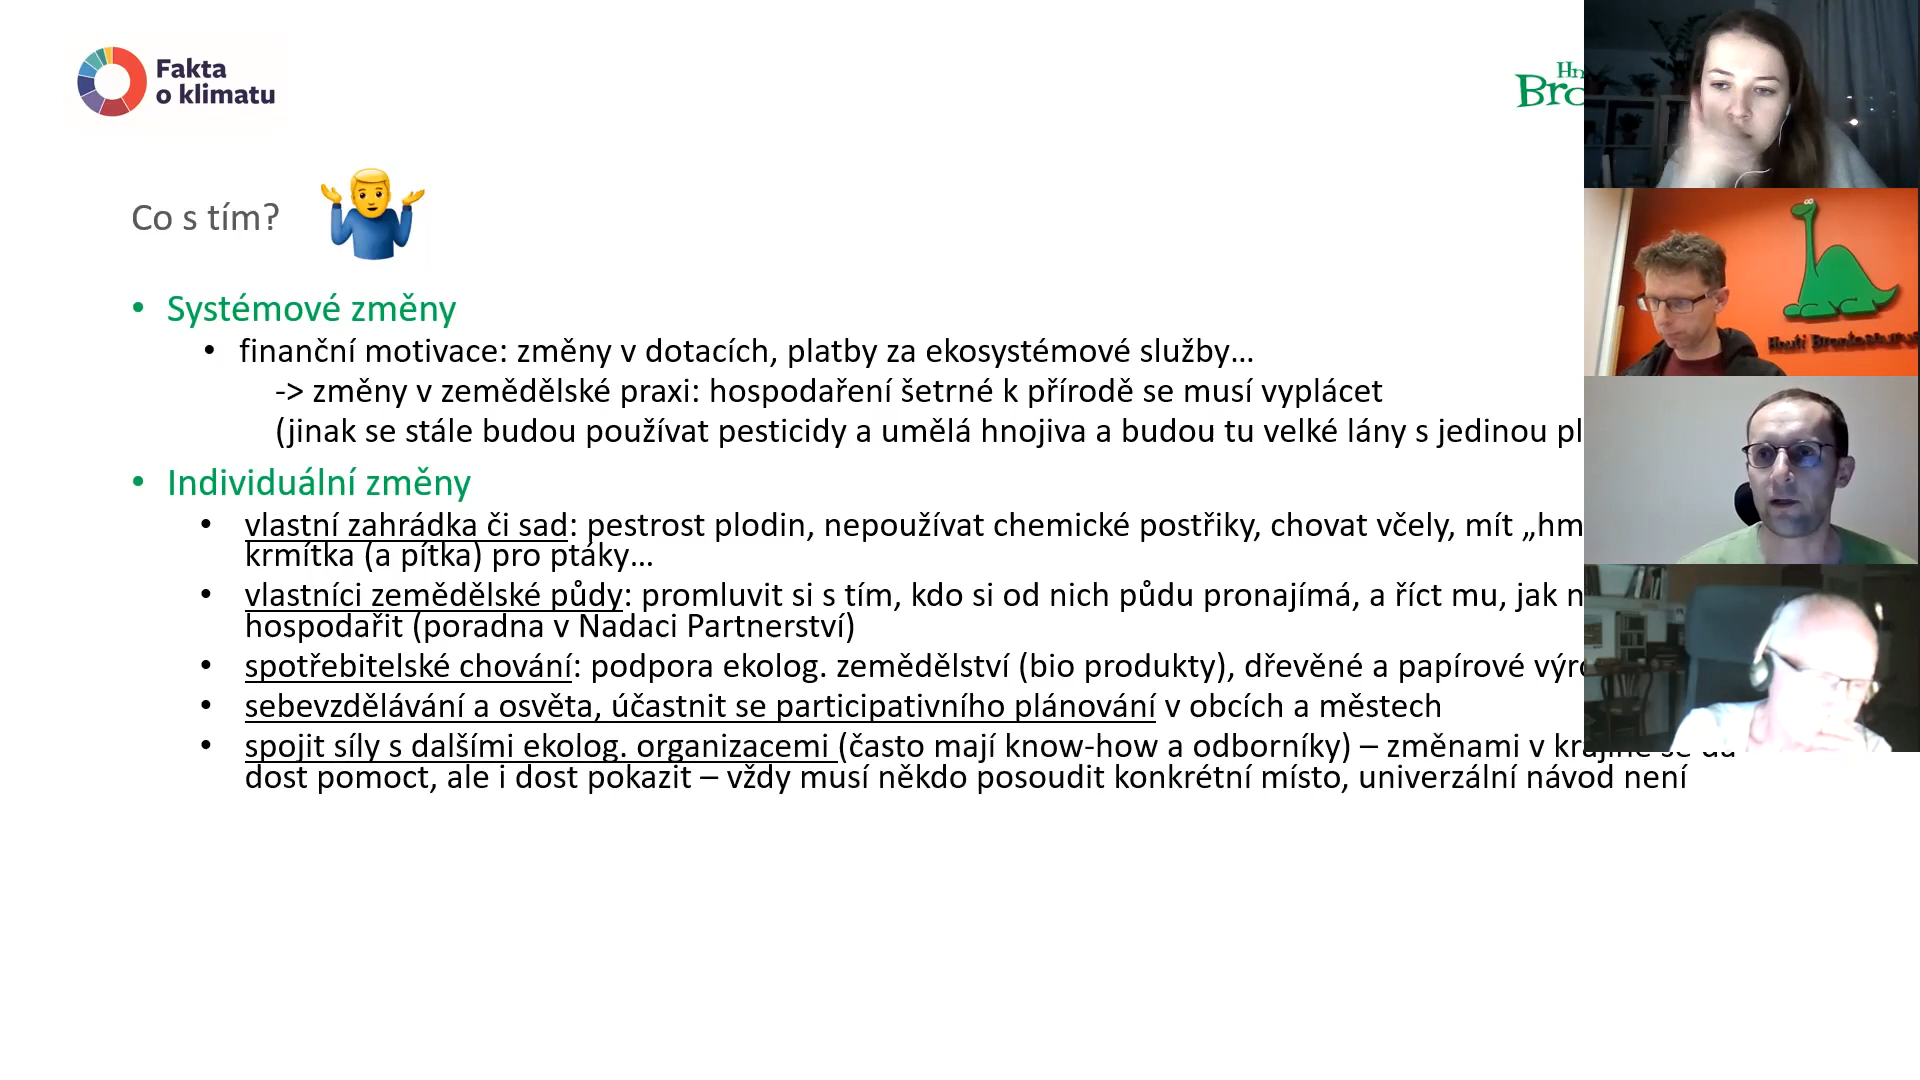 Fakta
o klimatu
Co s tím?
• Systémové změny
• finanční motivace: změny v dotacích, platby za ekosystémové služby…
-> změny v zemědělské praxi: hospodaření šetrné k přírodě se musí vyplácet
(jinak se stále budou používat pesticidy a umělá hnojiva a budou tu velké lány s jedinou
• Individuální změny
• vlastní zahrádka či sad: pestrost plodin, nepoužívat chemické postřiky, chovat včely, mít
krmítka (a pítka) pro ptáky…
• vlastníci zemědělské půdy: promluvit si s tím, kdo si od nich půdu pronajímá, a říct mu, jak
hospodařit (poradna v Nadaci Partnerství)
• spotřebitelské chování: podpora ekolog. zemědělství (bio produkty), dřevěné a papírové
• sebevzdělávání a osvěta, účastnit se participativního plánování v obcích a městech
• spojit síly s dalšími ekolog. organizacemi (často mají know-how a odborníky) – změnami v krajině se dá
dost pomoct, ale i dost pokazit – vždy musí někdo posoudit konkrétní místo, univerzální návod není